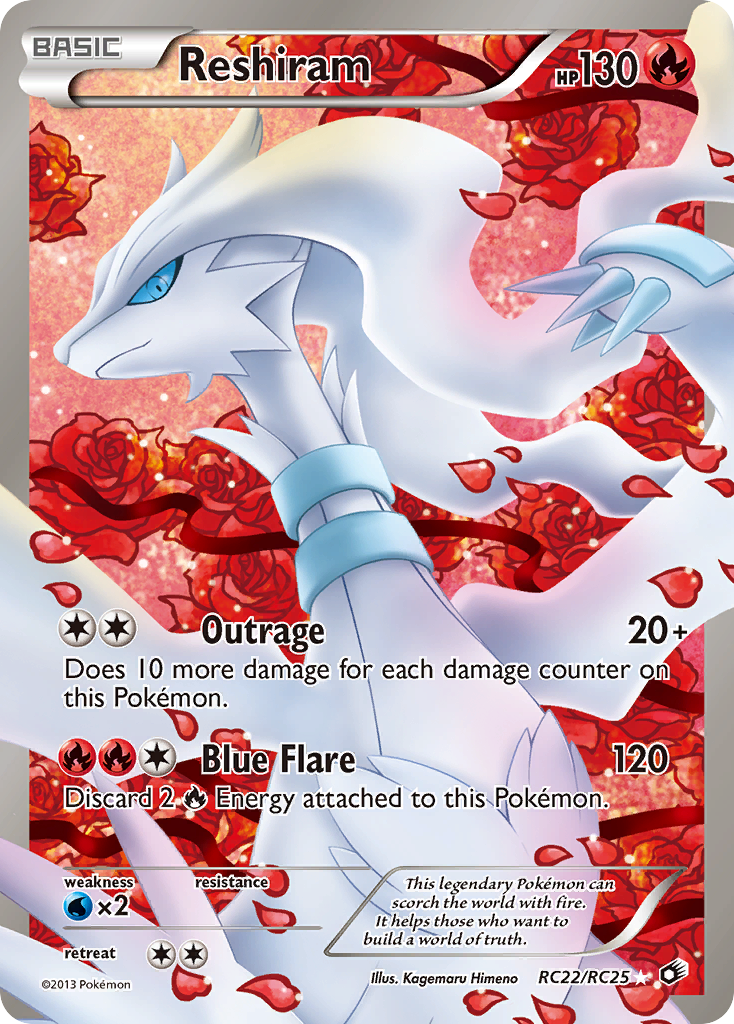 BASIC
Reshiram
HP130
Outrage 20+
Does 10 more damage for each damage counter on
this Pokémon.
Blue Flare 120
Discard 2 Energy attached to this Pokémon.
weakness resistance
×2
This legendary Pokémon can
scorch the world with fire.
It helps those who want to
build a world of truth.
retreat
©2013 Pokémon
Illus. Kagemaru Himeno RC22/RC25